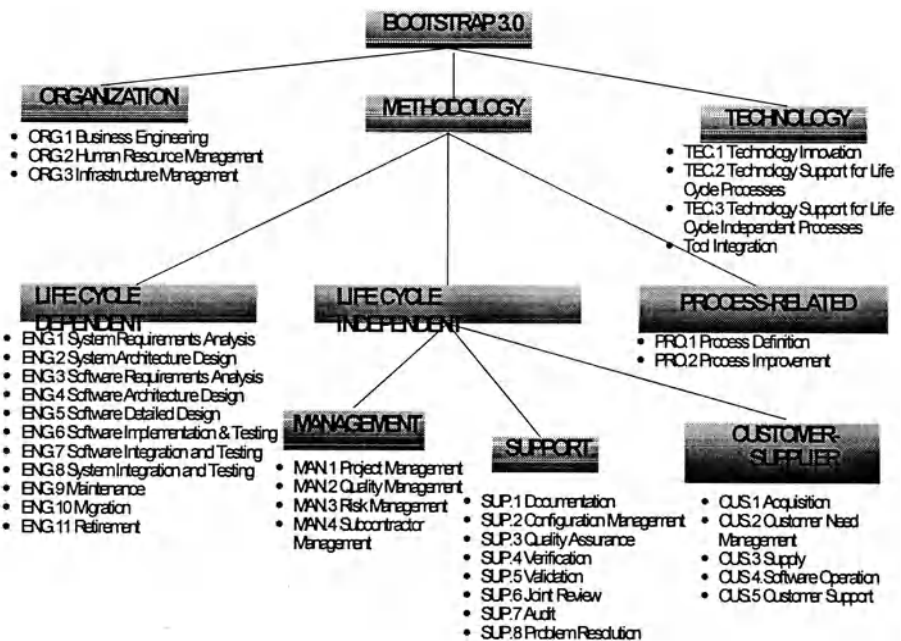 BOOTSTRAP 3.0
ORGANIZATION
• ORG.1 Business Engineering
• ORG.2 Human Resource Management
• ORG.3 Infrastructure Management
METHODOLOGY
TECHNOLOGY
• TEC.1 Technology Innovation
• TEC.2 Technology Support for Life
Cycle Processes
• TEC.3 Technology Support for Life
Cycle Independent Processes
• Tool Integration
LIFE CYCLE
DEPENDENT
• ENG.1 System Requirements Analysis
• ENG.2 System Architecture Design
• ENG.3 Software Requirements Analysis
• ENG.4 Software Architecture Design
• ENG.5 Software Detailed Design
• ENG.6 Software Implementation & Testing
• ENG.7 Software Integration and Testing
• ENG.8 System Integration and Testing
• ENG.9 Maintenance
• ENG.10 Migration
• ENG.11 Retirement
LIFE CYCLE
INDEPENDENT
PROCESS-RELATED
• PRO.1 Process Definition
• PRO.2 Process Improvement
MANAGEMENT
• MAN.1 Project Management
• MAN.2 Quality Management
• MAN.3 Risk Management
• MAN.4 Subcontractor
Management
SUPPORT
• SUP.1 Documentation
• SUP.2 Configuration Management
• SUP.3 Quality Assurance
• SUP.4 Verification
• SUP.5 Validation
• SUP.6 Joint Review
• SUP.7 Audit
• SUP.8 Problem Resolution
CUSTOMER-
SUPPLIER
• CUS.1 Acquisition
• CUS.2 Customer Need
Management
• CUS.3 Supply
• CUS 4. Software Operation
• CUS.5 Customer Support